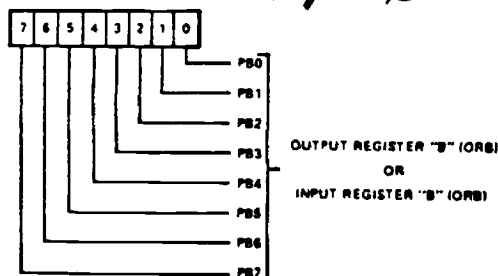 7 6 5 4 3 2 1 0
PB0
PB1
PB2
PB3
PB4
PB5
PB6
PB7
OUTPUT REGISTER "B" (ORB)
OR
INPUT REGISTER "B" (ORB)